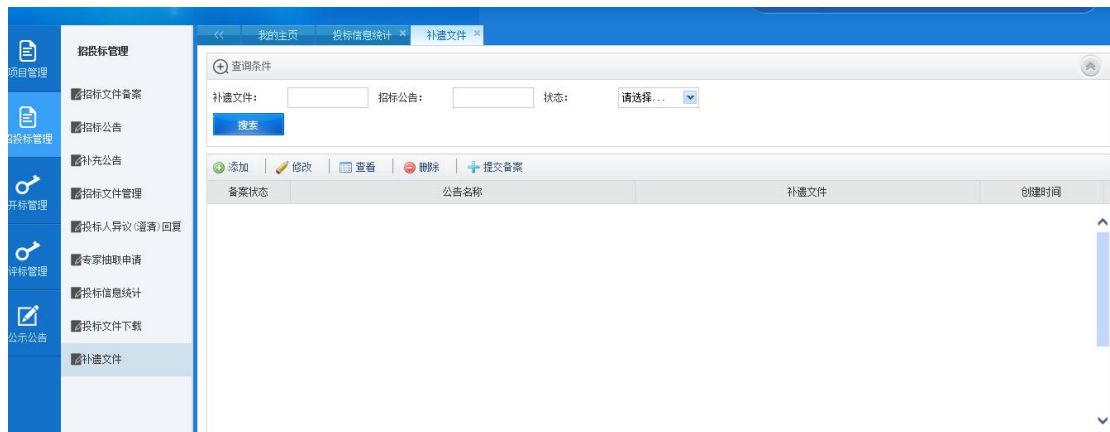 项目管理
招投标管理
开标管理
评标管理
公示公告
招投标管理
招标文件备案
招标公告
补充公告
招标文件管理
投标人异议(澄清)回复
专家抽取申请
投标信息统计
投标文件下载
补遗文件
<< 我的主页 投标信息统计 × 补遗文件 ×
查询条件
补遗文件: 招标公告: 状态: 请选择...
搜索
添加 修改 查看 删除 提交备案
备案状态 公告名称 补遗文件 创建时间